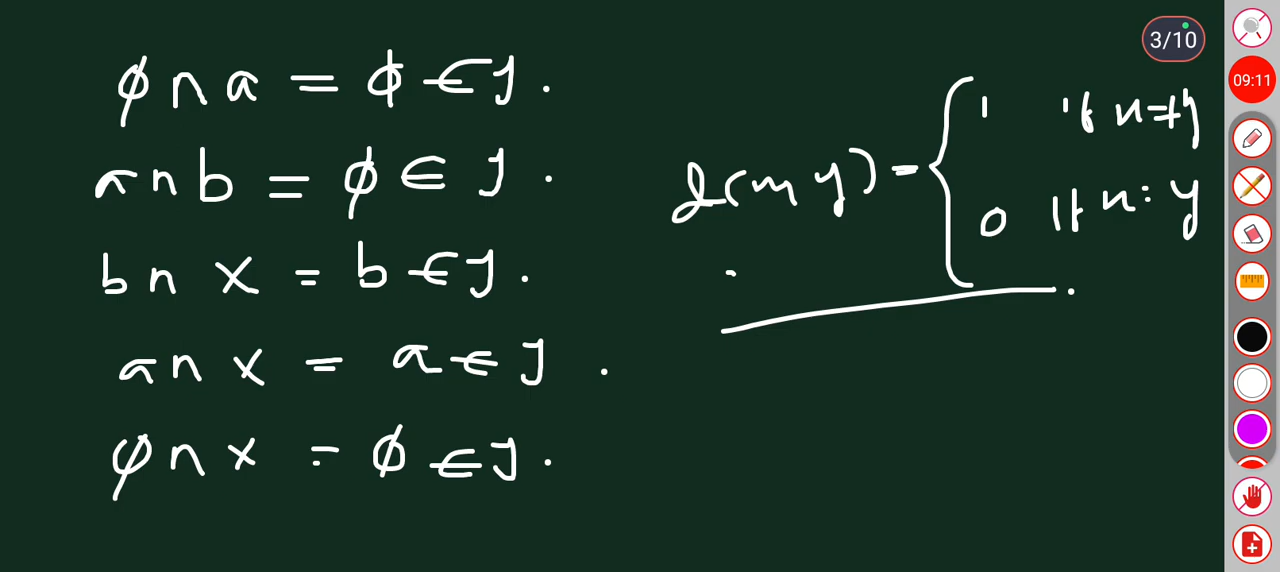 3/10
09:11
φ ∩ a = φ ∈ J .
a ∩ b = φ ∈ J .
b ∩ x = b ∈ J .
a ∩ x = a ∈ J .
φ ∩ x = φ ∈ J .
d(x, y) = {
1 if x ≠ y
0 if x = y